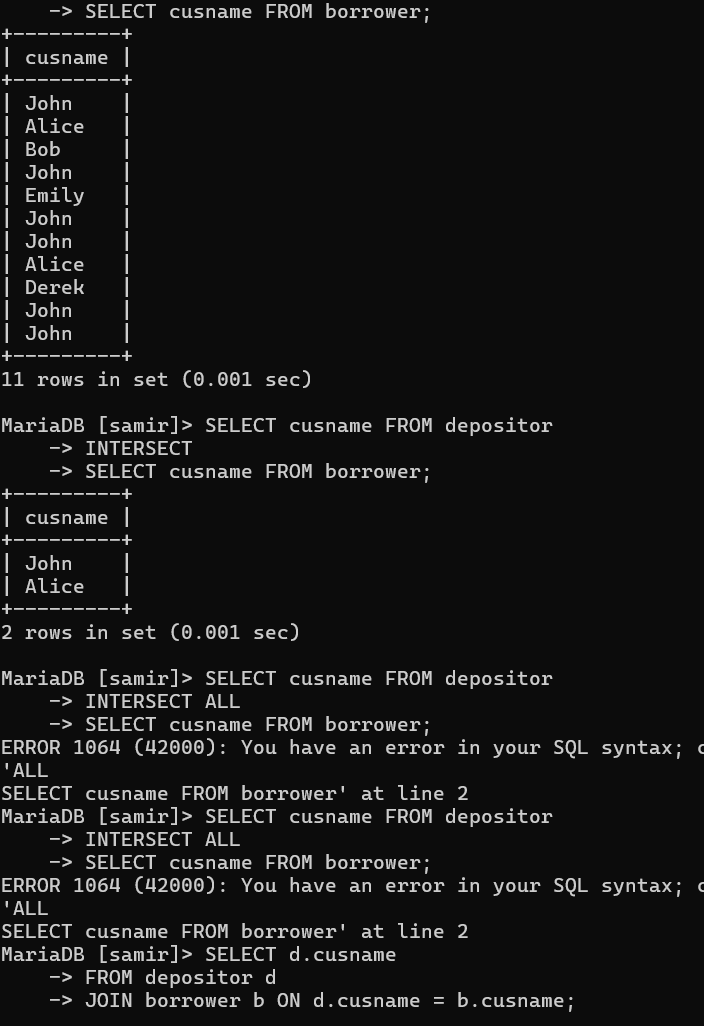 -> SELECT cusname FROM borrower;
+---------+
| cusname |
+---------+
| John    |
| Alice   |
| Bob     |
| John    |
| Emily   |
| John    |
| John    |
| Alice   |
| Derek   |
| John    |
| John    |
+---------+
11 rows in set (0.001 sec)

MariaDB [samir]> SELECT cusname FROM depositor
    -> INTERSECT
    -> SELECT cusname FROM borrower;
+---------+
| cusname |
+---------+
| John    |
| Alice   |
+---------+
2 rows in set (0.001 sec)

MariaDB [samir]> SELECT cusname FROM depositor
    -> INTERSECT ALL
    -> SELECT cusname FROM borrower;
ERROR 1064 (42000): You have an error in your SQL syntax; c
'ALL
SELECT cusname FROM borrower' at line 2
MariaDB [samir]> SELECT cusname FROM depositor
    -> INTERSECT ALL
    -> SELECT cusname FROM borrower;
ERROR 1064 (42000): You have an error in your SQL syntax; c
'ALL
SELECT cusname FROM borrower' at line 2
MariaDB [samir]> SELECT d.cusname
    -> FROM depositor d
    -> JOIN borrower b ON d.cusname = b.cusname;